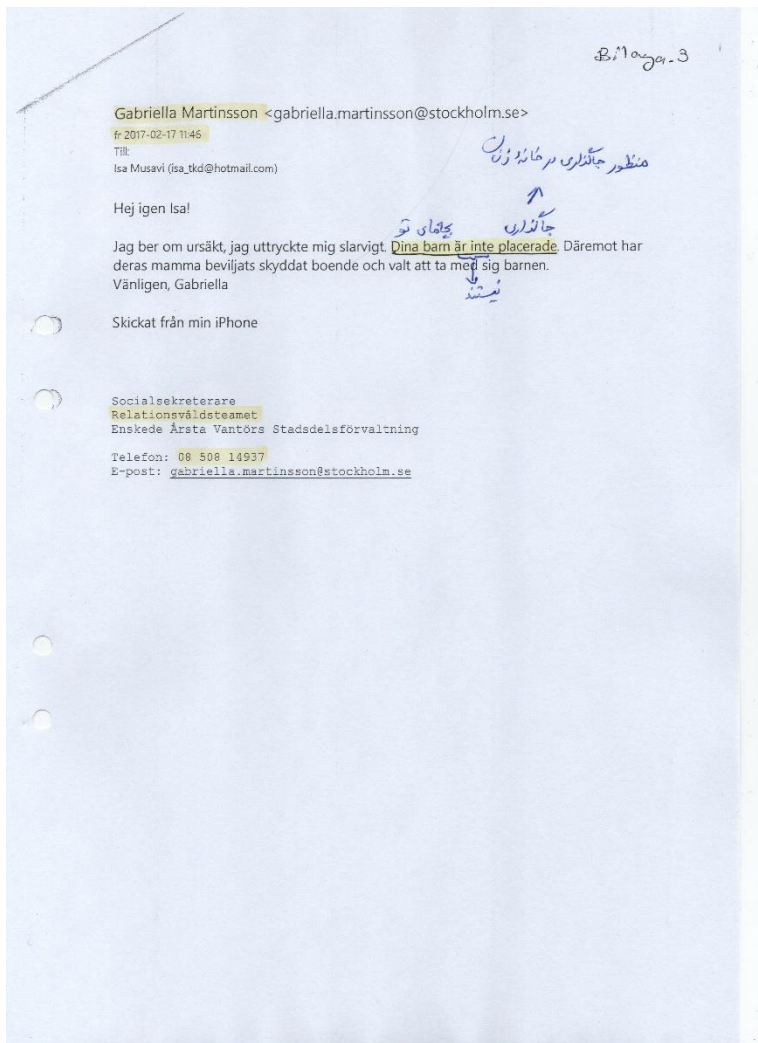 Bilaga-3
Gabriella Martinsson <gabriella.martinsson@stockholm.se>
fr 2017-02-17 11:46
Till:
Isa Musavi (isa_tkd@hotmail.com)
منظور جاگذاری در خانهٔ زنان
Hej igen Isa!
بچه‌های تو جاگذاری
Jag ber om ursäkt, jag uttryckte mig slarvigt. Dina barn är inte placerade. Däremot har
deras mamma beviljats skyddat boende och valt att ta med sig barnen.
نیستند
Vänligen, Gabriella
Skickat från min iPhone
Socialsekreterare
Relationsvåldsteamet
Enskede Årsta Vantörs Stadsdelsförvaltning
Telefon: 08 508 14937
E-post: gabriella.martinsson@stockholm.se